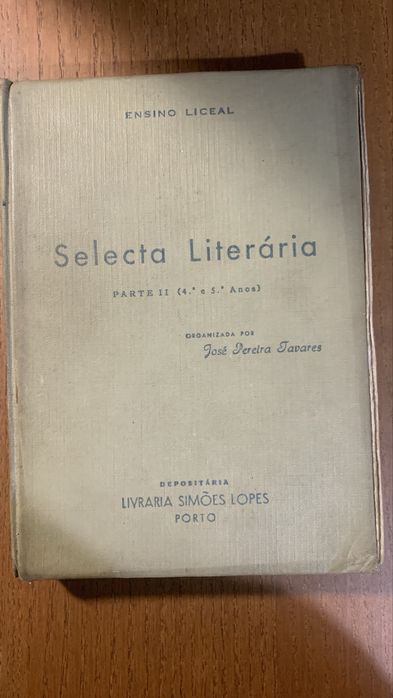 ENSINO LICEAL
Selecta Literária
PARTE II (4.º e 5.º Anos)
ORGANIZADA POR
José Pereira Tavares
DEPOSITÁRIA
LIVRARIA SIMÕES LOPES
PORTO